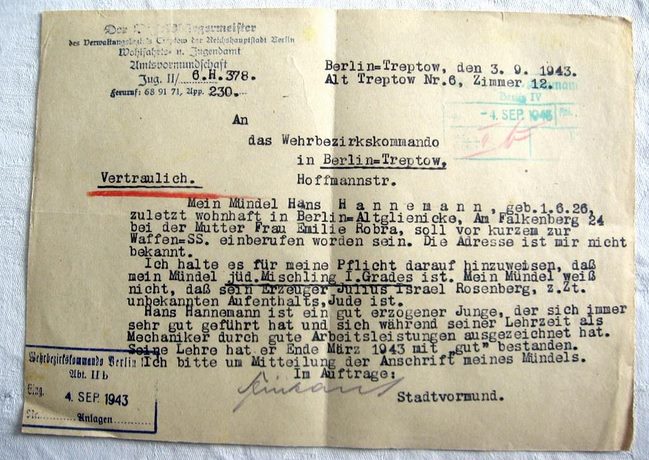 Der Bezirksbürgermeister
des Verwaltungsbezirks Treptow der Reichshauptstadt Berlin
Wohlfahrts- u. Jugendamt
Amtsvormundschaft
Jug. II/ 6.H.378.
Fernruf: 68 91 71, App. 230.
Berlin=Treptow, den 3. 9. 1943.
Alt Treptow Nr.6, Zimmer 12.
Berlin IV
-4. SEP. 1943
An
das Wehrbezirkskommando
in Berlin=Treptow,
Hoffmannstr.
Vertraulich.
Mein Mündel Hans H a n n e m a n n , geb.1.6.26,
zuletzt wohnhaft in Berlin=Altglienicke, Am Falkenberg 24
bei der Mutter Frau Emilie Robra, soll vor kurzem zur
Waffen=SS. einberufen worden sein. Die Adresse ist mir nicht
bekannt.
Ich halte es für meine Pflicht darauf hinzuweisen, daß
mein Mündel jüd.Mischling I.Grades ist. Mein Mündel weiß
nicht, daß sein Erzeuger Julius Israel Rosenberg, z.Zt.
unbekannten Aufenthalts, Jude ist.
Hans Hannemann ist ein gut erzogener Junge, der sich immer
sehr gut geführt hat und sich während seiner Lehrzeit als
Mechaniker durch gute Arbeitsleistungen ausgezeichnet hat.
Seine Lehre hat er Ende März 1943 mit „gut" bestanden.
Ich bitte um Mitteilung der Anschrift meines Mündels.
Im Auftrage:
Stadtvormund.
Wehrbezirkskommando Berlin
Abt. II b
Eing. 4. SEP. 1943
Nr. Anlagen